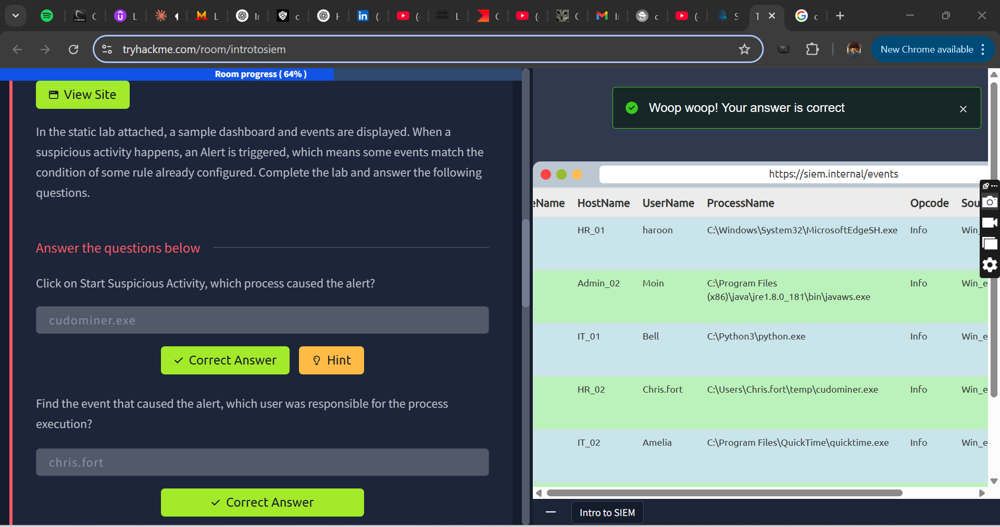 tryhackme.com/room/introtosiem
New Chrome available
Room progress ( 64% )
View Site
In the static lab attached, a sample dashboard and events are displayed. When a
suspicious activity happens, an Alert is triggered, which means some events match the
condition of some rule already configured. Complete the lab and answer the following
questions.
Answer the questions below
Click on Start Suspicious Activity, which process caused the alert?
cudominer.exe
Correct Answer
Hint
Find the event that caused the alert, which user was responsible for the process
execution?
chris.fort
Correct Answer
Woop woop! Your answer is correct
https://siem.internal/events
eName HostName UserName ProcessName Opcode Sou
HR_01 haroon C:\Windows\System32\MicrosoftEdgeSH.exe Info Win_
Admin_02 Moin C:\Program Files Info Win_e
(x86)\java\jre1.8.0_181\bin\javaws.exe
IT_01 Bell C:\Python3\python.exe Info Win_e
HR_02 Chris.fort C:\Users\Chris.fort\temp\cudominer.exe Info Win_e
IT_02 Amelia C:\Program Files\QuickTime\quicktime.exe Info Win_e
Intro to SIEM